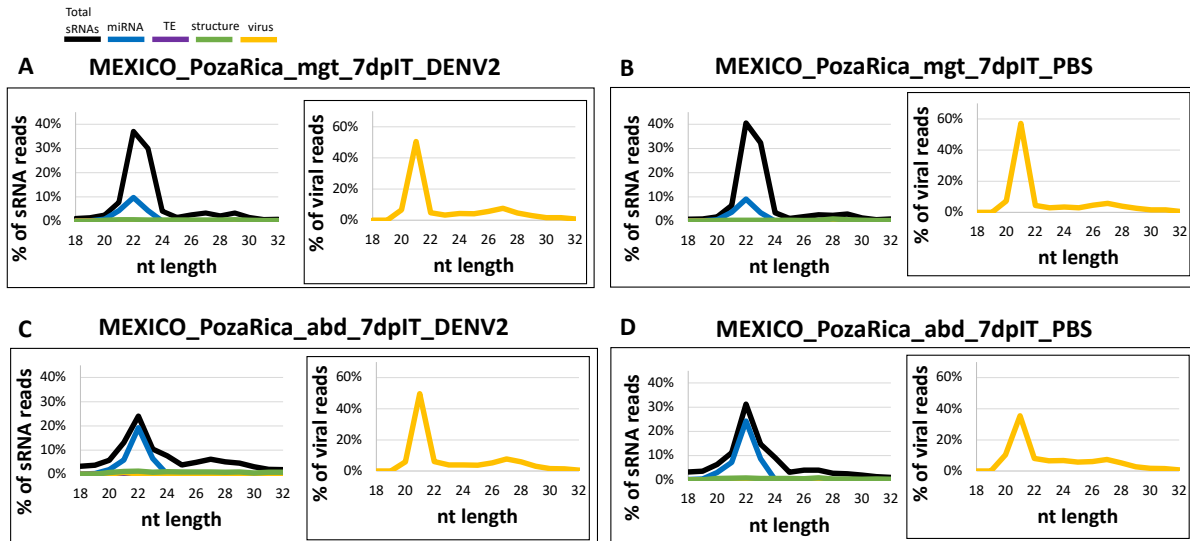 Total
sRNAs miRNA TE structure virus
A MEXICO_PozaRica_mgt_7dpIT_DENV2
% of sRNA reads
40%
30%
20%
10%
0%
18 20 22 24 26 28 30 32
nt length
% of viral reads
60%
40%
20%
0%
18 20 22 24 26 28 30 32
nt length
B MEXICO_PozaRica_mgt_7dpIT_PBS
% of sRNA reads
40%
30%
20%
10%
0%
18 20 22 24 26 28 30 32
nt length
% of viral reads
60%
40%
20%
0%
18 20 22 24 26 28 30 32
nt length
C MEXICO_PozaRica_abd_7dpIT_DENV2
% of sRNA reads
40%
30%
20%
10%
0%
18 20 22 24 26 28 30 32
nt length
% of viral reads
60%
40%
20%
0%
18 20 22 24 26 28 30 32
nt length
D MEXICO_PozaRica_abd_7dpIT_PBS
% of sRNA reads
40%
30%
20%
10%
0%
18 20 22 24 26 28 30 32
nt length
% of viral reads
60%
40%
20%
0%
18 20 22 24 26 28 30 32
nt length